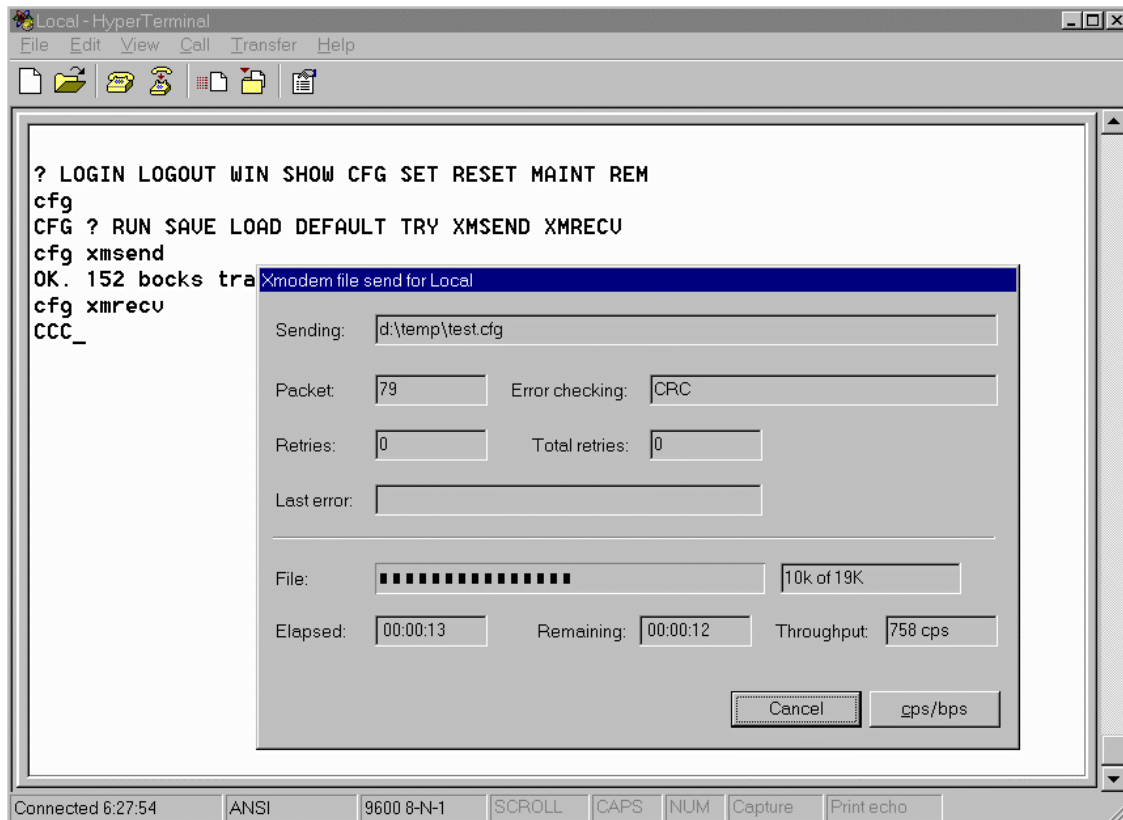 Local - HyperTerminal
File Edit View Call Transfer Help
? LOGIN LOGOUT WIN SHOW CFG SET RESET MAINT REM
cfg
CFG ? RUN SAVE LOAD DEFAULT TRY XMSEND XMRECV
cfg xmsend
OK. 152 bocks tra
cfg xmrecv
CCC_
Xmodem file send for Local
Sending: d:\temp\test.cfg
Packet: 79 Error checking: CRC
Retries: 0 Total retries: 0
Last error:
File: 10k of 19K
Elapsed: 00:00:13 Remaining: 00:00:12 Throughput: 758 cps
Cancel cps/bps
Connected 6:27:54 ANSI 9600 8-N-1 SCROLL CAPS NUM Capture Print echo